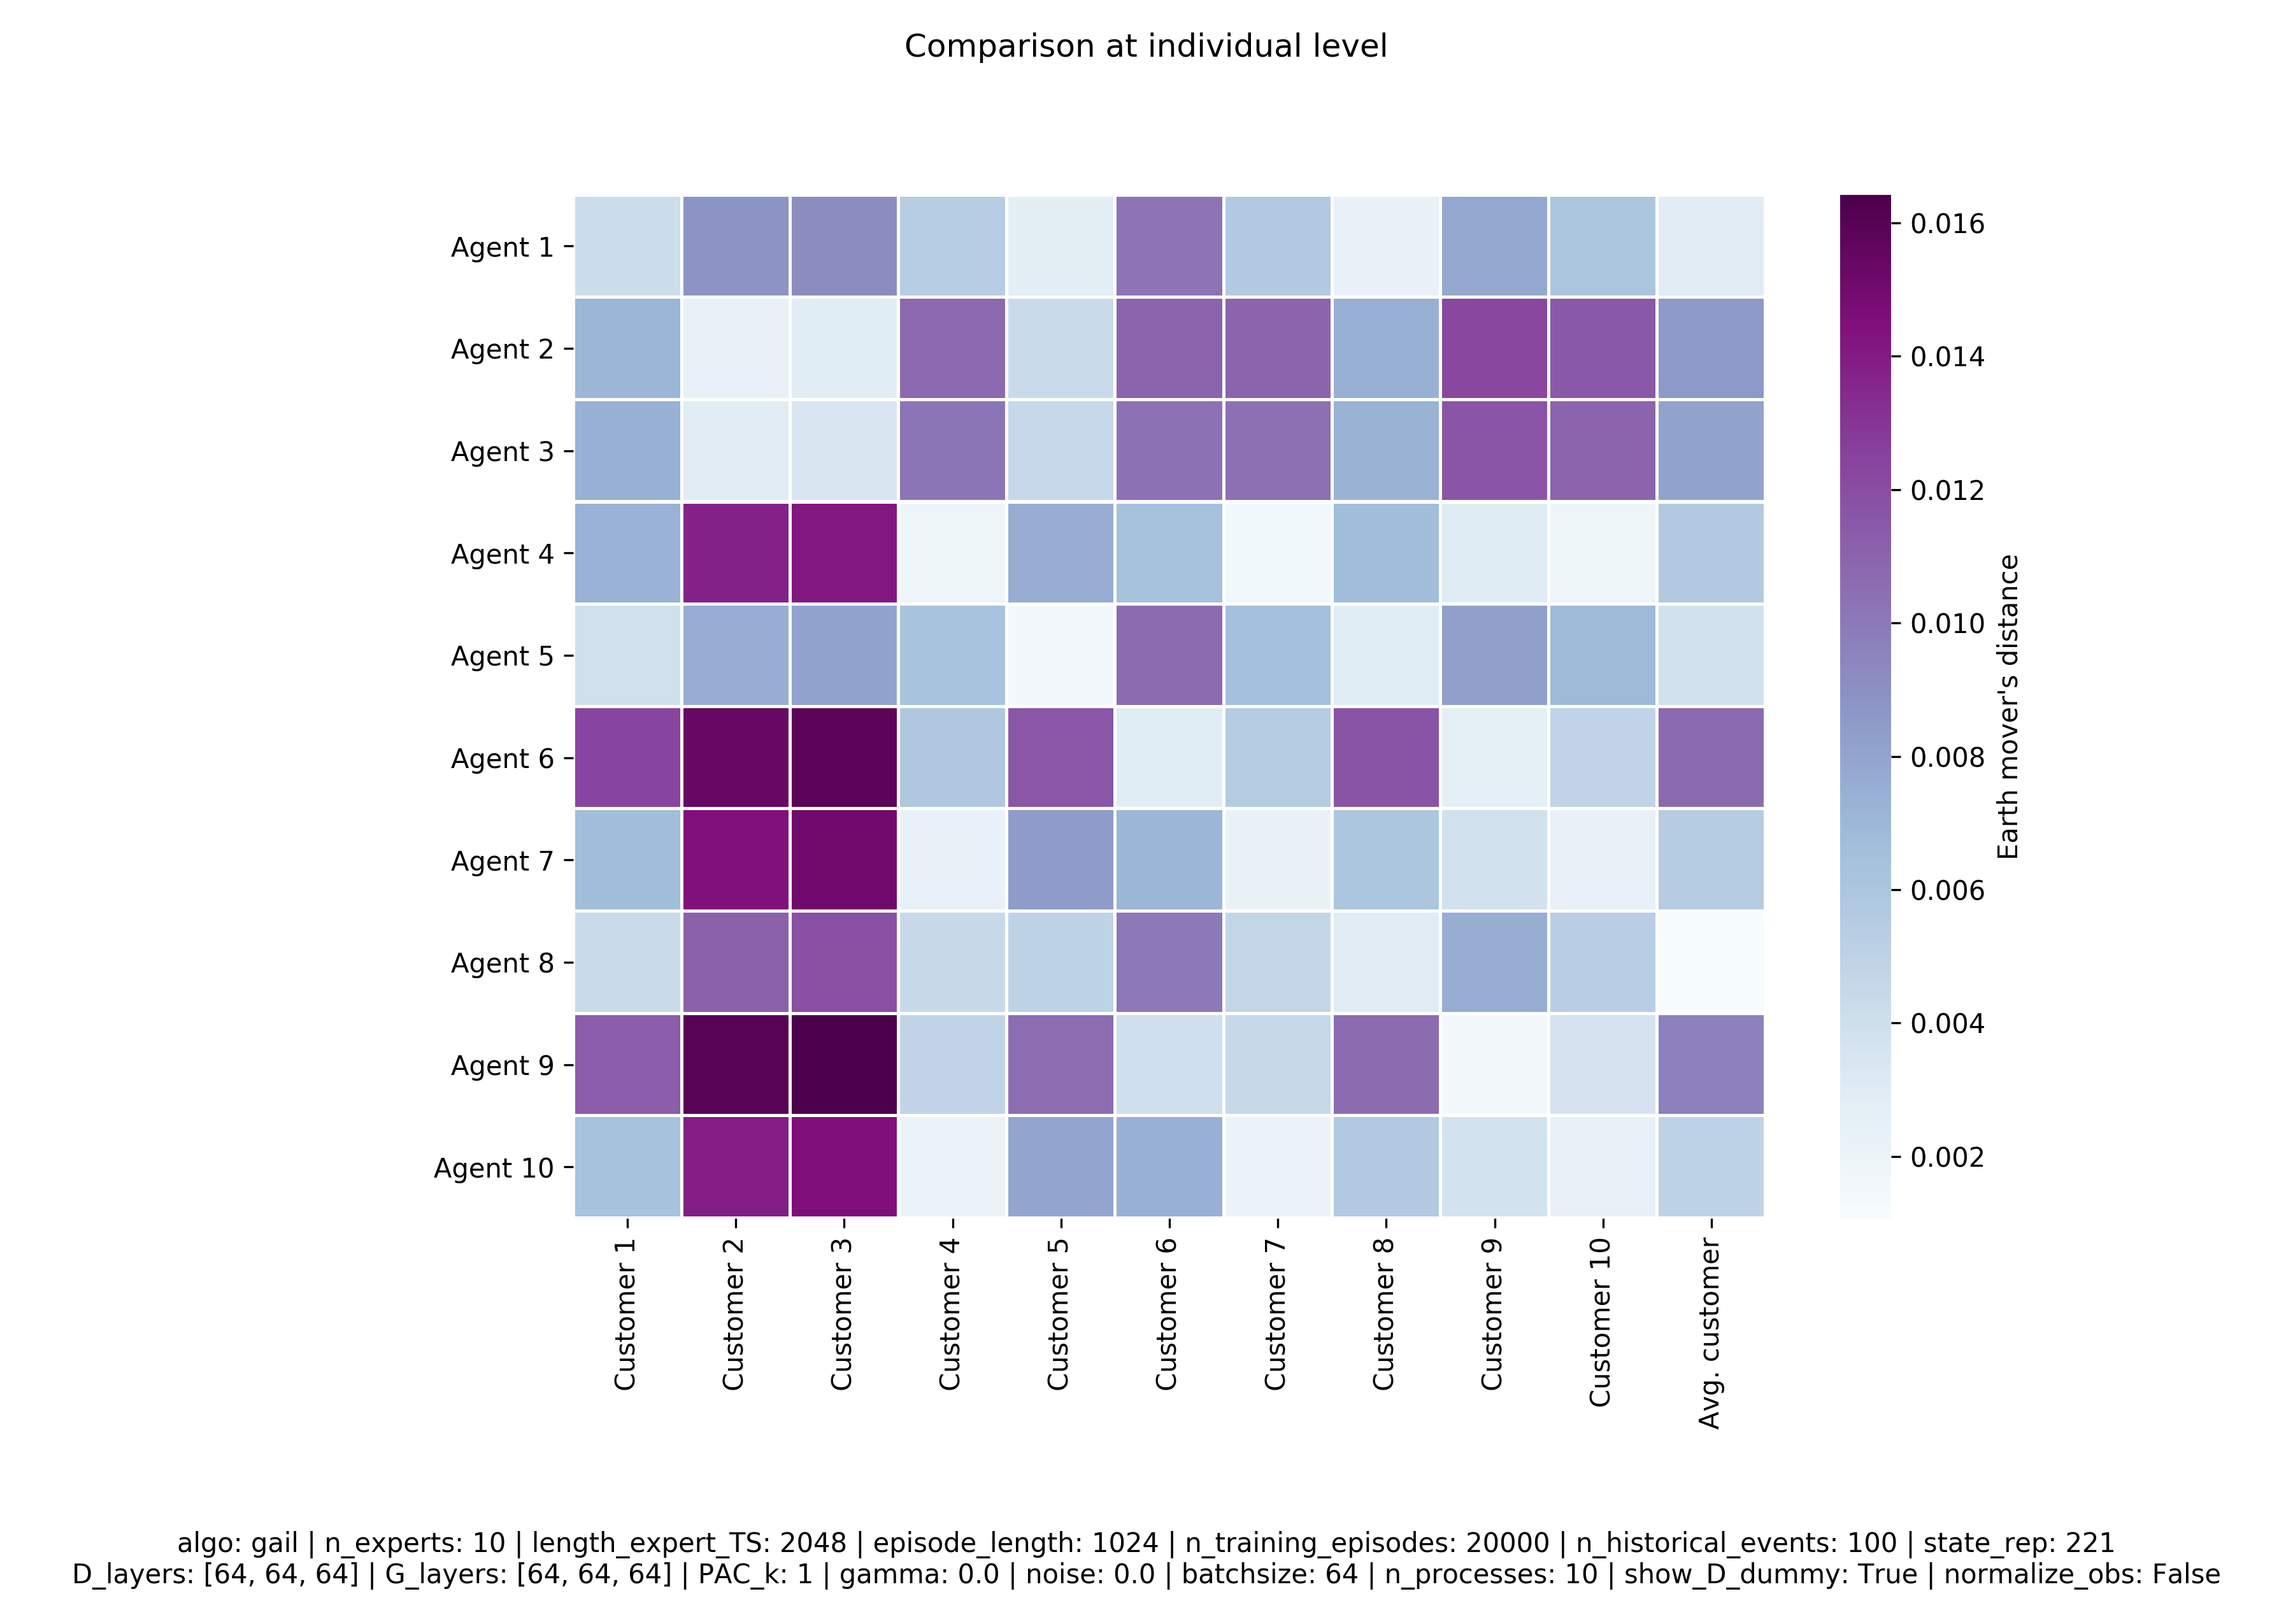 Comparison at individual level
Agent 1
Agent 2
Agent 3
Agent 4
Agent 5
Agent 6
Agent 7
Agent 8
Agent 9
Agent 10
Customer 1
Customer 2
Customer 3
Customer 4
Customer 5
Customer 6
Customer 7
Customer 8
Customer 9
Customer 10
Avg. customer
0.016
0.014
0.012
0.010
0.008
0.006
0.004
0.002
Earth mover's distance
algo: gail | n_experts: 10 | length_expert_TS: 2048 | episode_length: 1024 | n_training_episodes: 20000 | n_historical_events: 100 | state_rep: 221
D_layers: [64, 64, 64] | G_layers: [64, 64, 64] | PAC_k: 1 | gamma: 0.0 | noise: 0.0 | batchsize: 64 | n_processes: 10 | show_D_dummy: True | normalize_obs: False